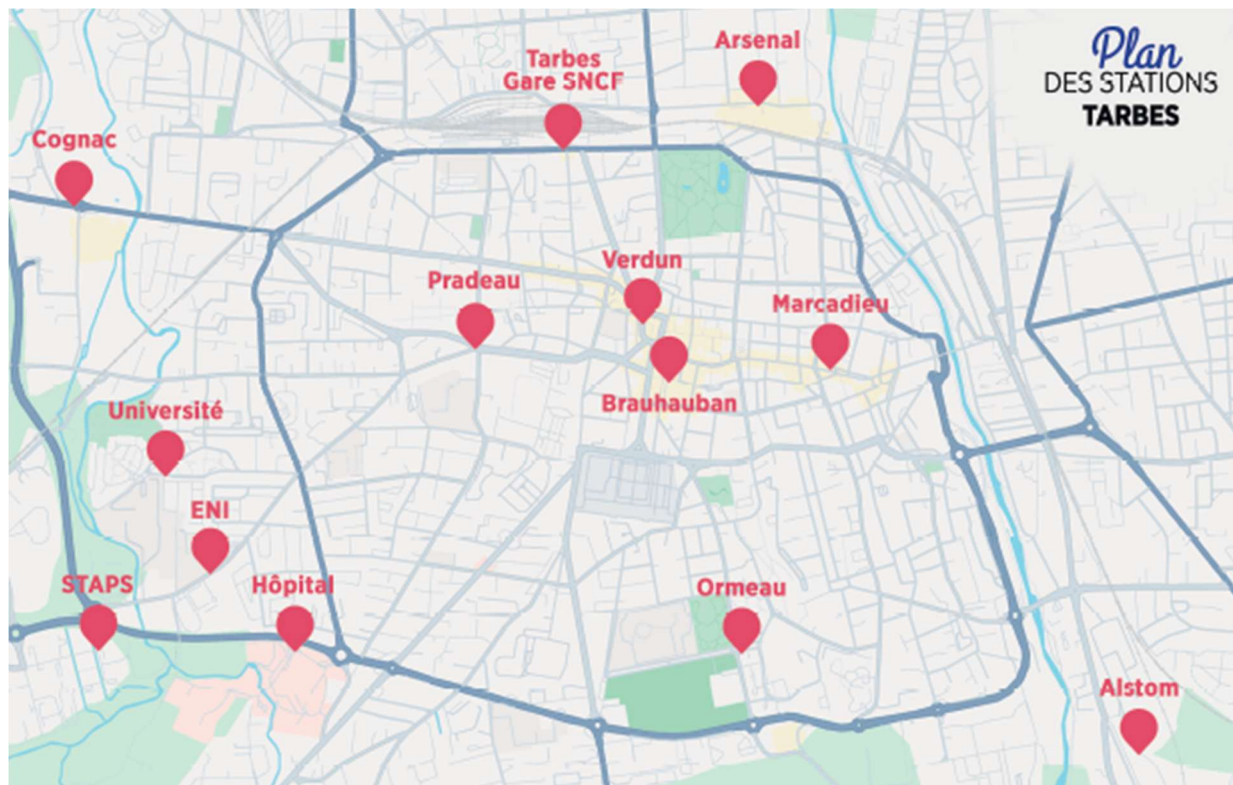 Plan
DES STATIONS
TARBES
Arsenal
Tarbes
Gare SNCF
Cognac
Verdun
Pradeau
Marcadieu
Brauhauban
Université
ENI
STAPS
Hôpital
Ormeau
Alstom